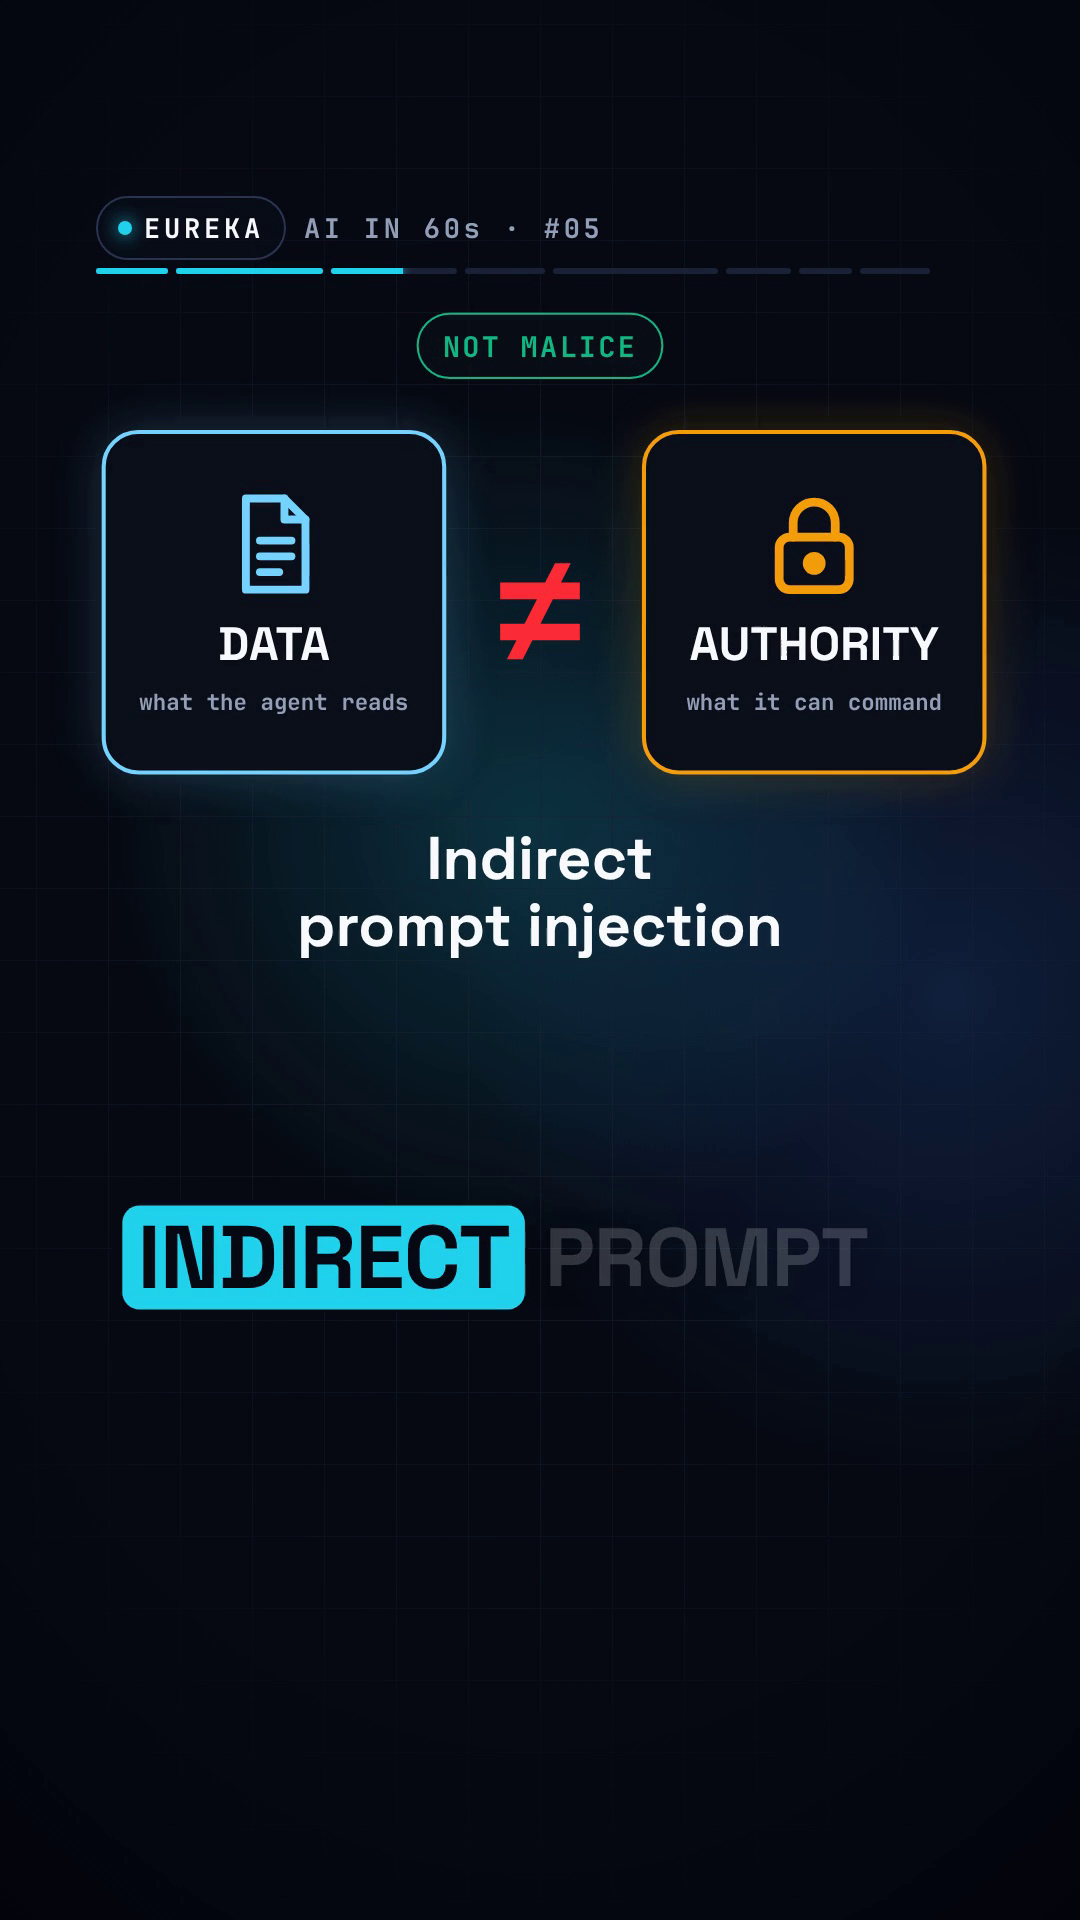 EUREKA AI IN 60s · #05
NOT MALICE
DATA
what the agent reads
≠
AUTHORITY
what it can command
Indirect
prompt injection
INDIRECT PROMPT